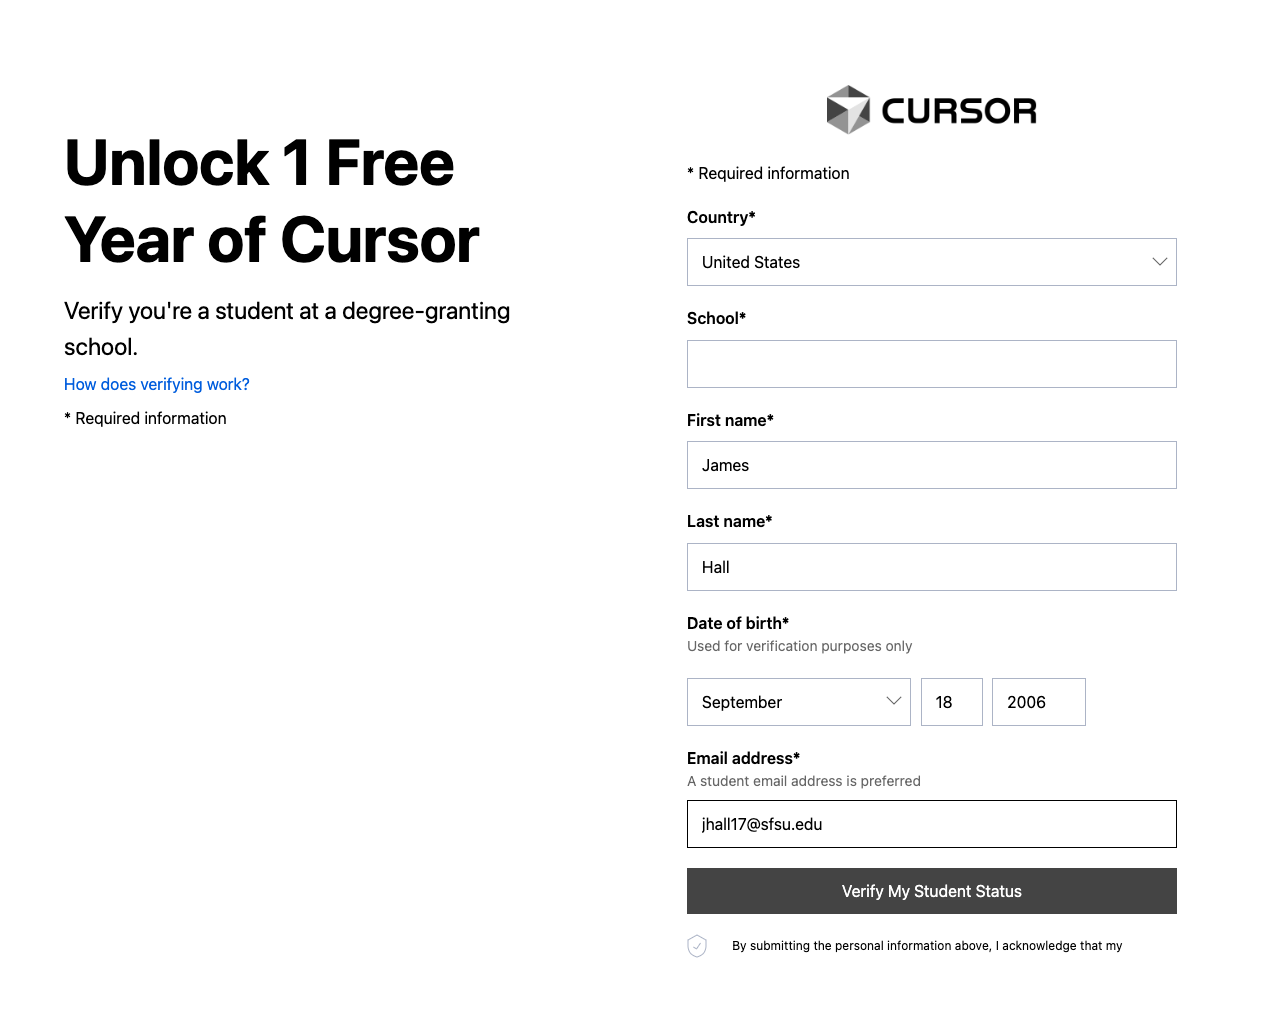 Unlock 1 Free
Year of Cursor
Verify you're a student at a degree-granting
school.
How does verifying work?
* Required information
CURSOR
* Required information
Country*
United States
School*
First name*
James
Last name*
Hall
Date of birth*
Used for verification purposes only
September 18 2006
Email address*
A student email address is preferred
jhall17@sfsu.edu
Verify My Student Status
By submitting the personal information above, I acknowledge that my